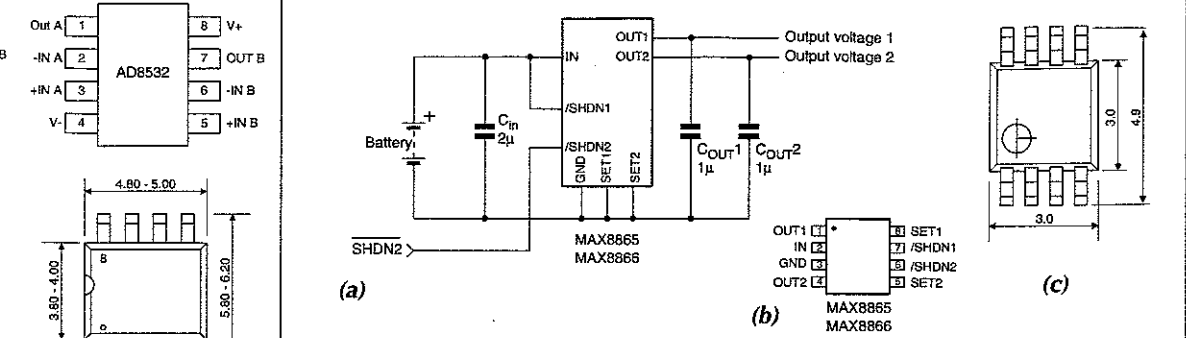 B
Out A 1
-IN A 2
+IN A 3
V- 4
AD8532
8 V+
7 OUT B
6 -IN B
5 +IN B
4.80 - 5.00
8
3.80 - 4.00
5.80 - 6.20
OUT1
OUT2
IN
/SHDN1
/SHDN2
GND
SET1
SET2
Output voltage 1
Output voltage 2
+
Battery
Cin
2µ
COUT1
1µ
COUT2
1µ
SHDN2
MAX8865
MAX8866
(a)
OUT1 1
IN 2
GND 3
OUT2 4
8 SET1
7 /SHDN1
6 /SHDN2
5 SET2
MAX8865
MAX8866
(b)
3.0
4.9
3.0
(c)